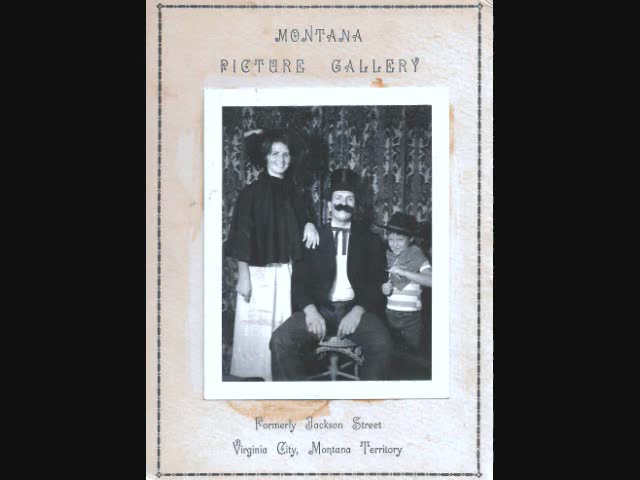 MONTANA
PICTURE GALLERY
Formerly Jackson Street
Virginia City, Montana Territory